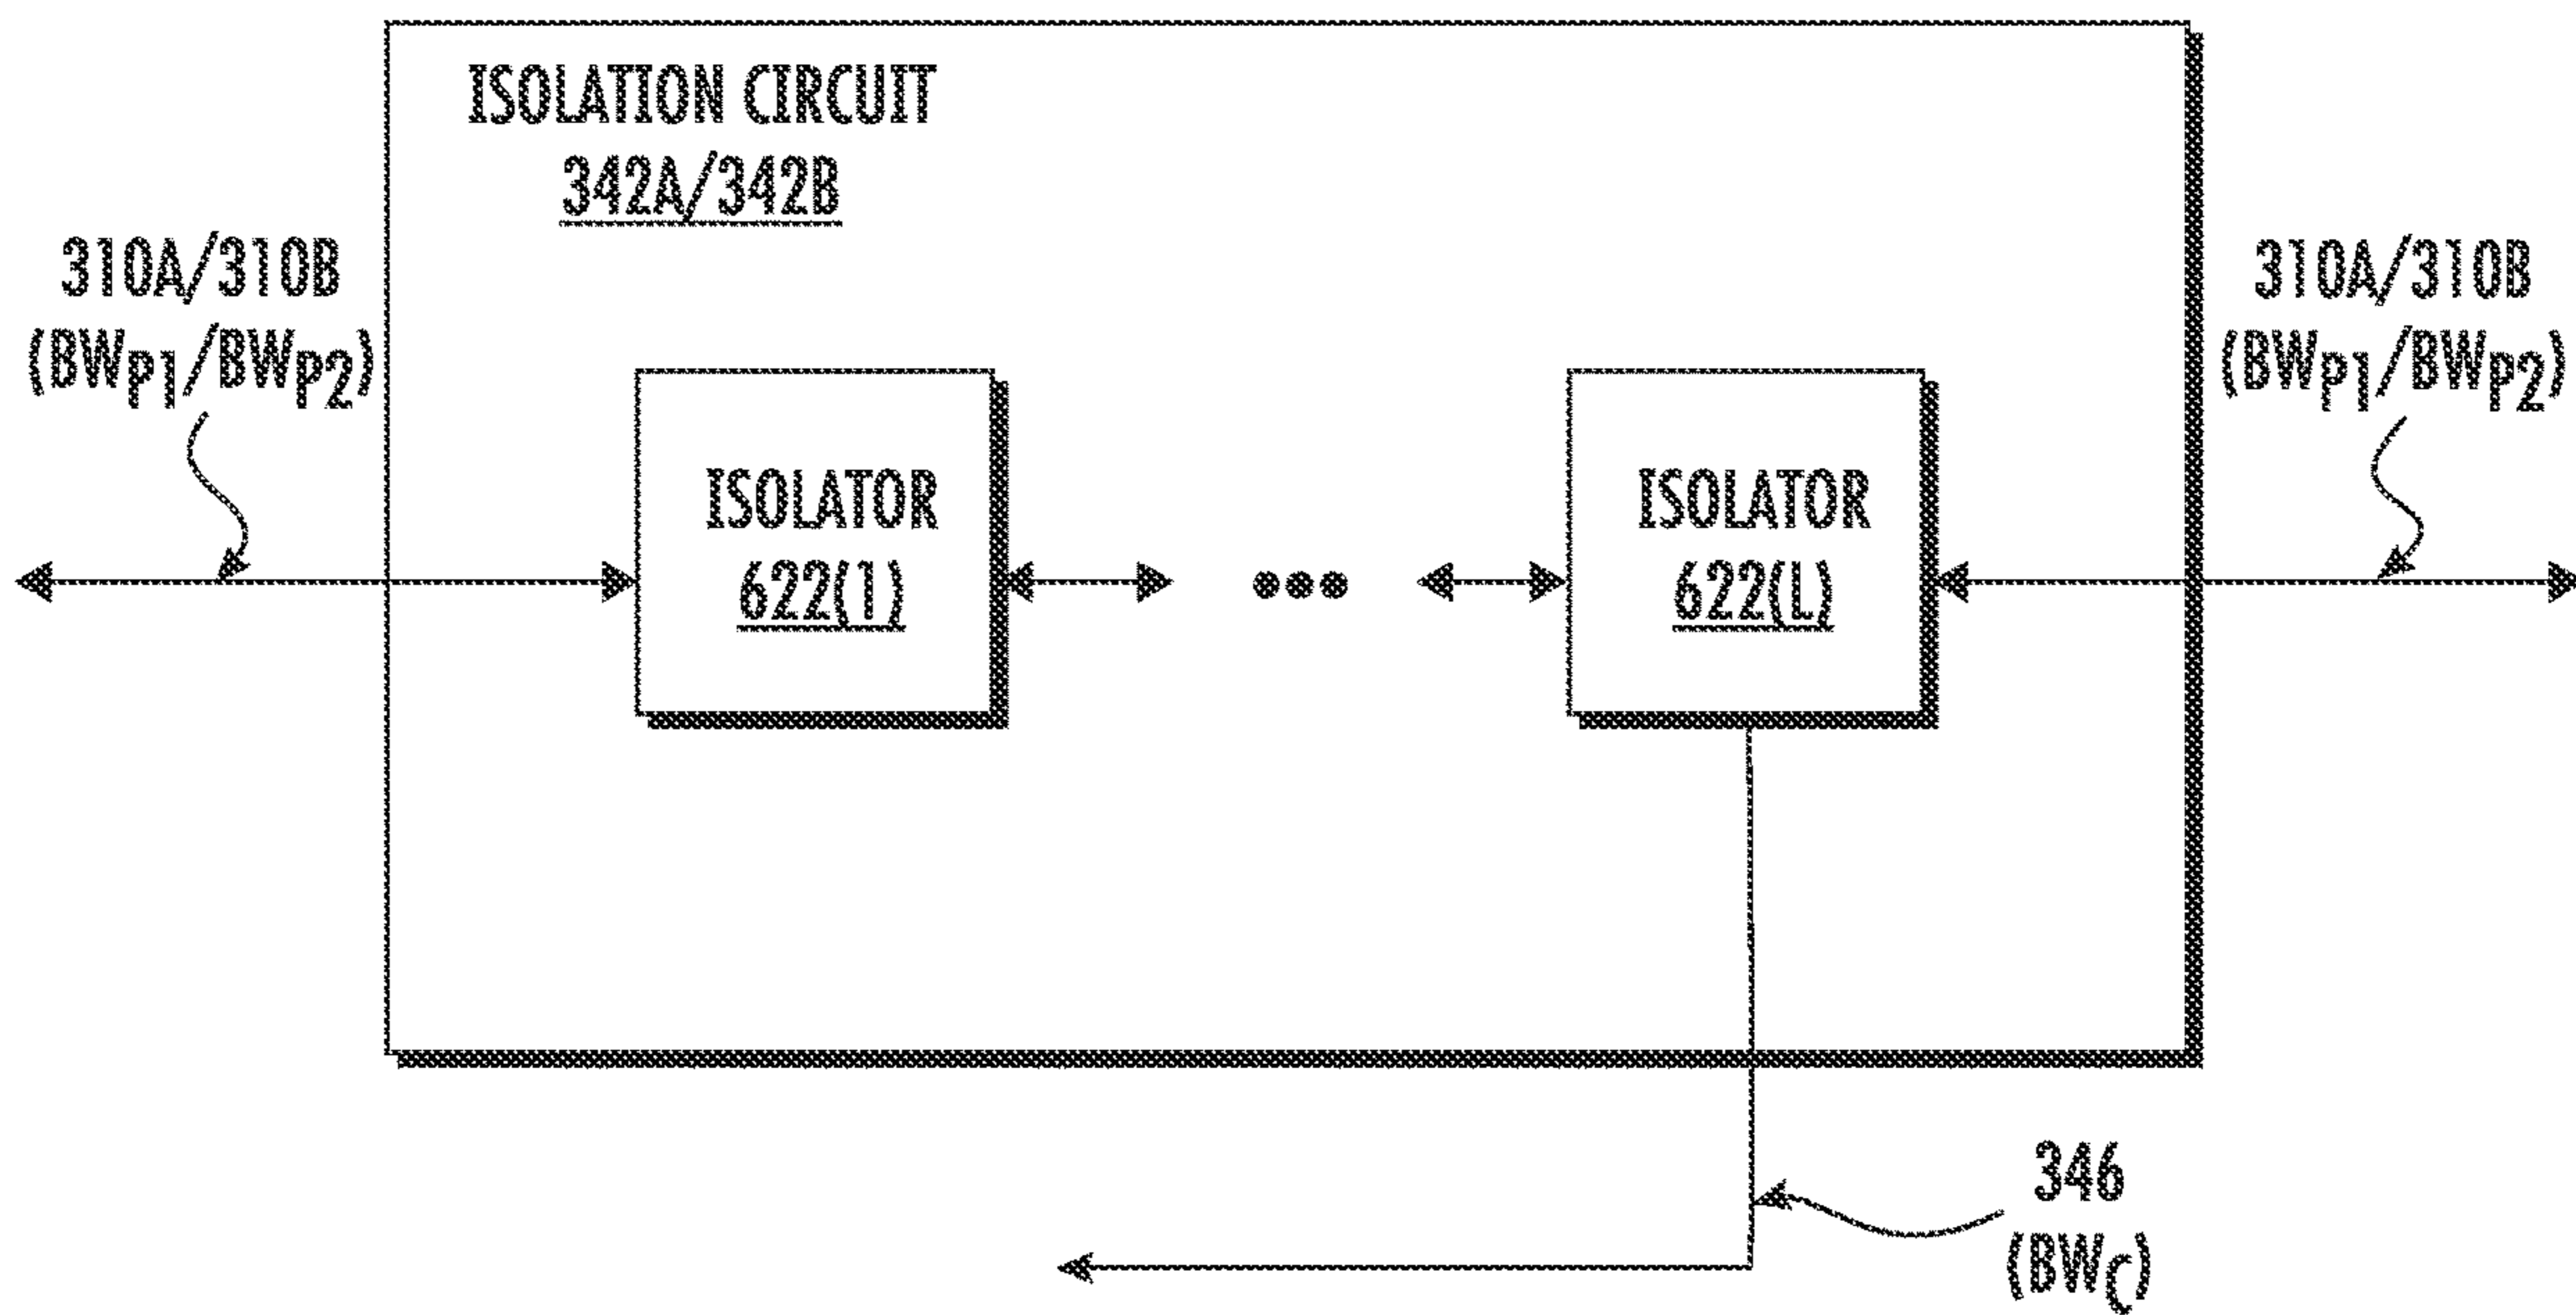 ISOLATION CIRCUIT
342A/342B
310A/310B
(BWP1/BWP2)
310A/310B
(BWP1/BWP2)
ISOLATOR
622(1)
ISOLATOR
622(L)
346
(BWC)